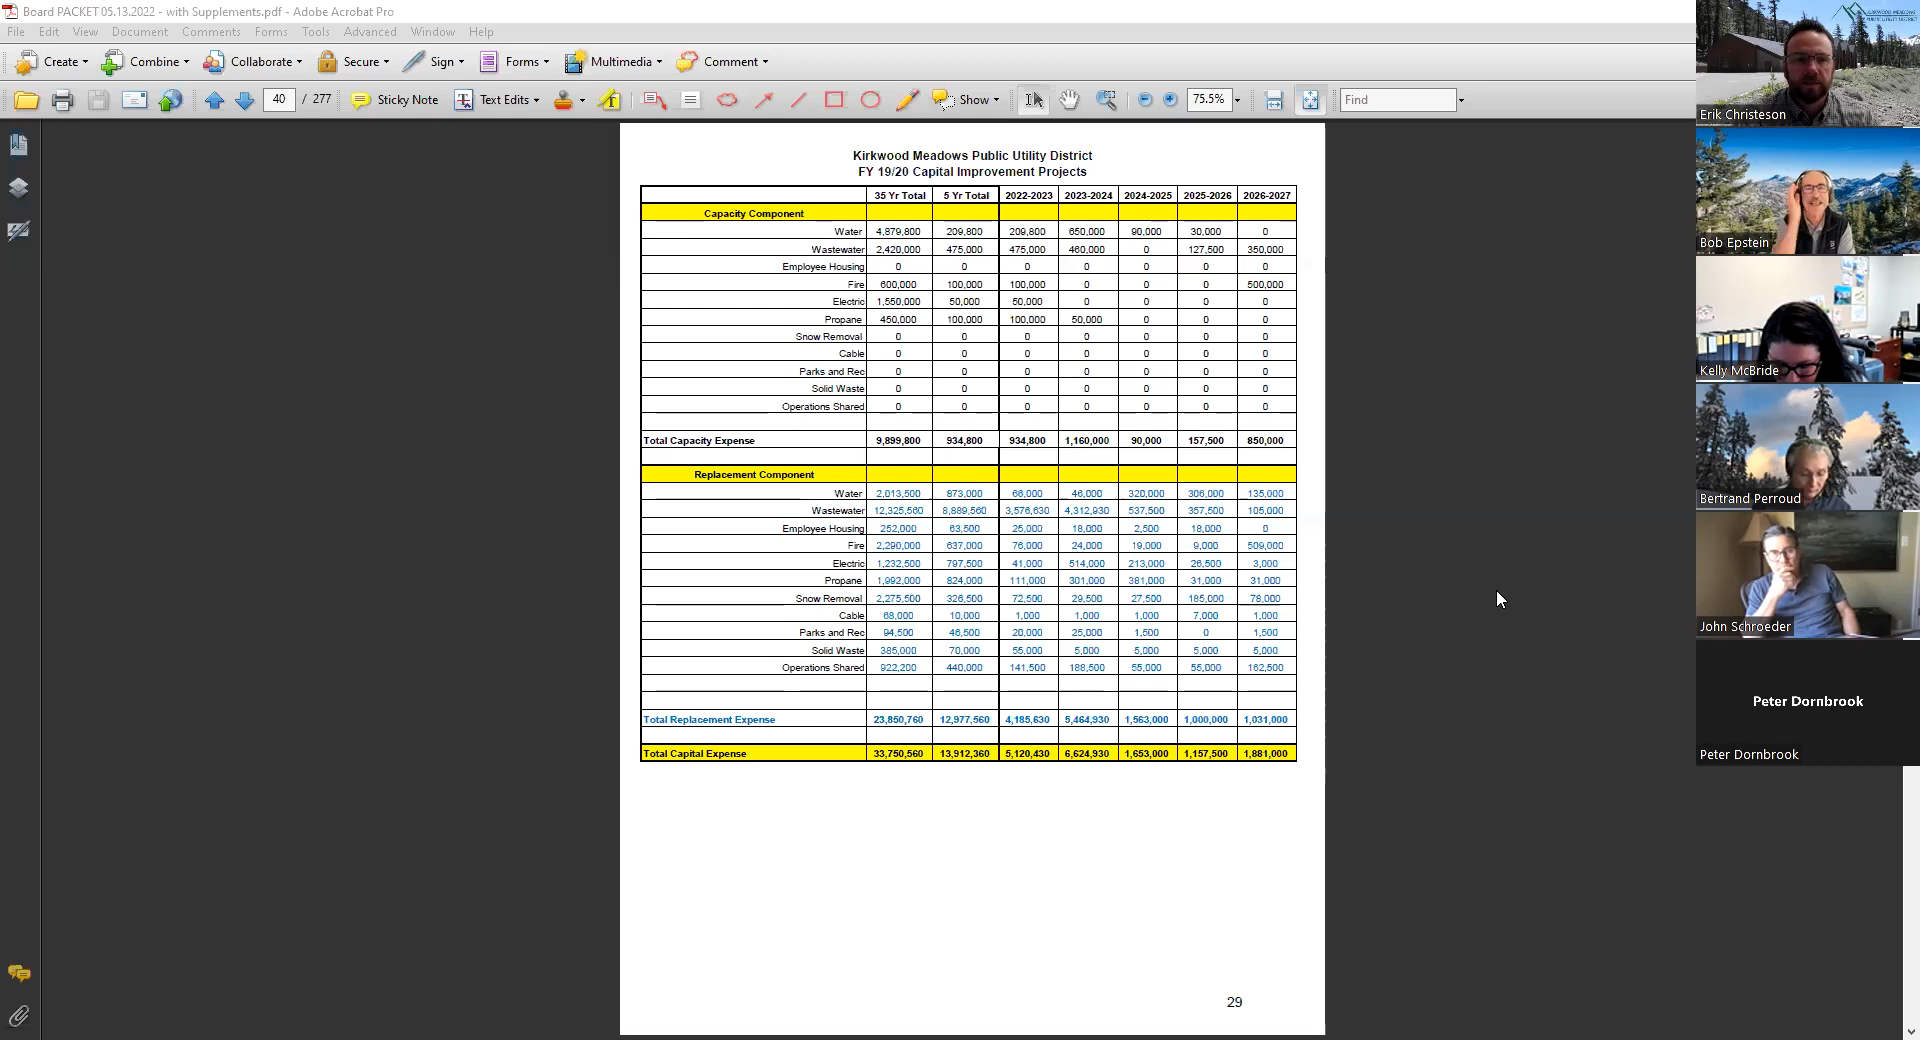 Board PACKET 05.13.2022 - with Supplements.pdf - Adobe Acrobat Pro
File Edit View Document Comments Forms Tools Advanced Window Help
Create Combine Collaborate Secure Sign Forms Multimedia Comment
40 / 277 Sticky Note Text Edits Show 75.5% Find
Kirkwood Meadows Public Utility District
FY 19/20 Capital Improvement Projects
35 Yr Total 5 Yr Total 2022-2023 2023-2024 2024-2025 2025-2026 2026-2027
Capacity Component
Water 4,879,800 209,800 209,800 650,000 90,000 30,000 0
Wastewater 2,420,000 475,000 475,000 460,000 0 127,500 350,000
Employee Housing 0 0 0 0 0 0 0
Fire 600,000 100,000 100,000 0 0 0 500,000
Electric 1,550,000 50,000 50,000 0 0 0 0
Propane 450,000 100,000 100,000 50,000 0 0 0
Snow Removal 0 0 0 0 0 0 0
Cable 0 0 0 0 0 0 0
Parks and Rec 0 0 0 0 0 0 0
Solid Waste 0 0 0 0 0 0 0
Operations Shared 0 0 0 0 0 0 0
Total Capacity Expense 9,899,800 934,800 934,800 1,160,000 90,000 157,500 850,000
Replacement Component
Water 2,013,500 873,000 66,000 46,000 320,000 306,000 135,000
Wastewater 12,325,560 8,889,560 3,576,630 4,312,930 537,500 357,500 105,000
Employee Housing 252,000 63,500 25,000 18,000 2,500 18,000 0
Fire 2,290,000 637,000 76,000 24,000 19,000 9,000 509,000
Electric 1,232,500 797,500 41,000 514,000 213,000 26,500 3,000
Propane 1,992,000 824,000 111,000 301,000 381,000 31,000 31,000
Snow Removal 2,275,500 326,500 72,500 29,500 27,500 185,000 78,000
Cable 68,000 10,000 1,000 1,000 1,000 7,000 1,000
Parks and Rec 94,500 46,500 20,000 25,000 1,500 0 1,500
Solid Waste 385,000 70,000 55,000 5,000 5,000 5,000 5,000
Operations Shared 922,200 440,000 141,500 188,500 55,000 55,000 162,500
Total Replacement Expense 23,850,760 12,977,560 4,185,630 5,464,930 1,563,000 1,000,000 1,031,000
Total Capital Expense 33,750,560 13,912,360 5,120,430 6,624,930 1,653,000 1,157,500 1,881,000
29
KIRKWOOD MEADOWS
PUBLIC UTILITY DISTRICT
Erik Christeson
Bob Epstein
Kelly McBride
Bertrand Perroud
John Schroeder
Peter Dornbrook
Peter Dornbrook